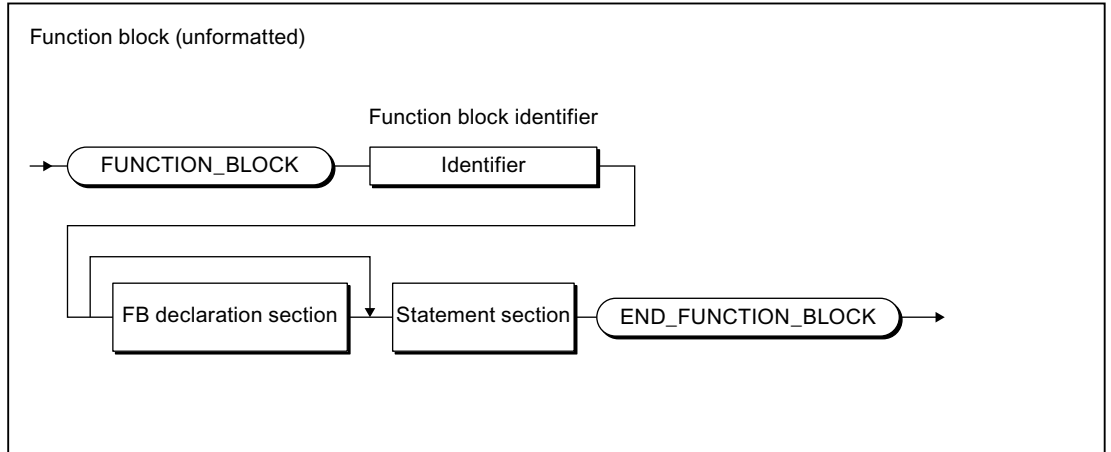 Function block (unformatted)
Function block identifier
FUNCTION_BLOCK
Identifier
FB declaration section
Statement section
END_FUNCTION_BLOCK